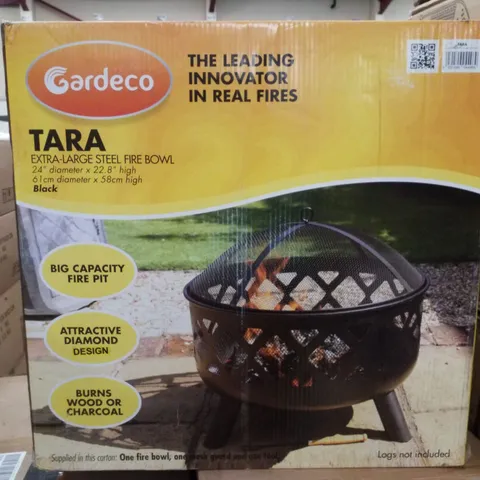 Gardeco
THE LEADING
INNOVATOR
IN REAL FIRES
TARA
TARA
EXTRA-LARGE STEEL FIRE BOWL
24" diameter x 22.8" high
61cm diameter x 58cm high
Black
BIG CAPACITY
FIRE PIT
ATTRACTIVE
DIAMOND
DESIGN
BURNS
WOOD OR
CHARCOAL
Supplied in this carton: One fire bowl, one
Logs not included